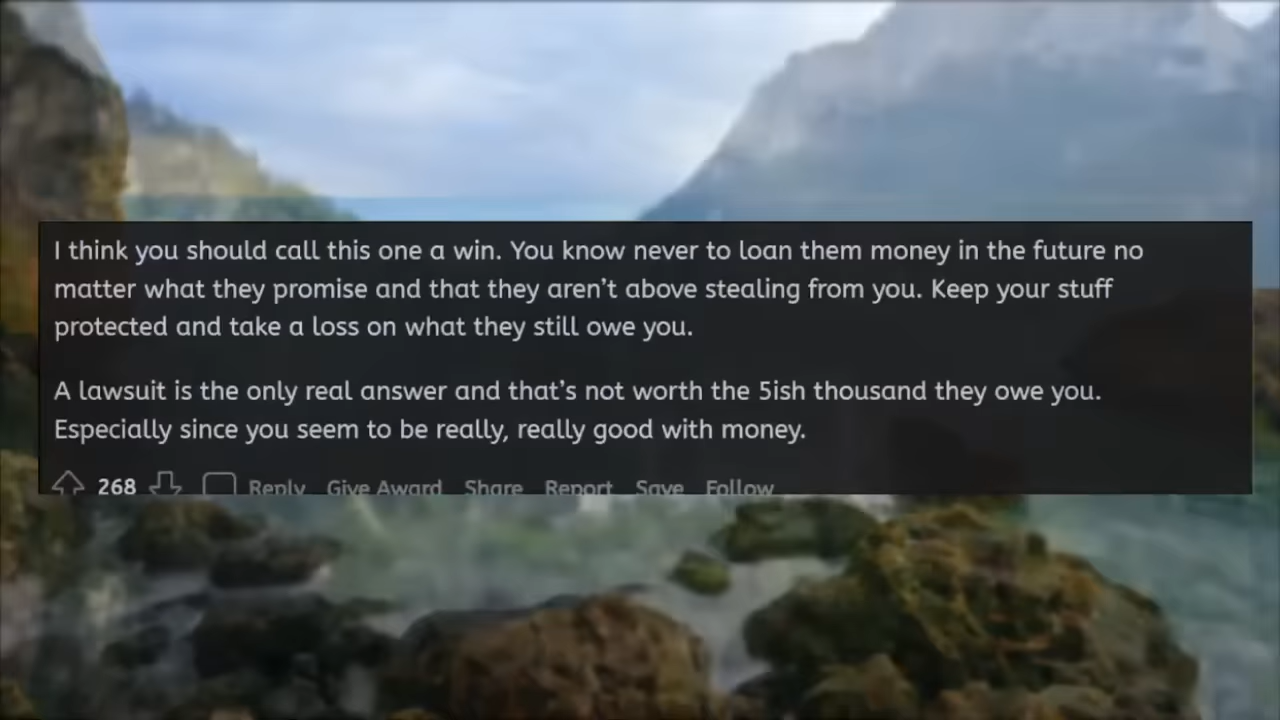 I think you should call this one a win. You know never to loan them money in the future no
matter what they promise and that they aren’t above stealing from you. Keep your stuff
protected and take a loss on what they still owe you.
A lawsuit is the only real answer and that’s not worth the 5ish thousand they owe you.
Especially since you seem to be really, really good with money.
268 Reply Give Award Share Report Save Follow